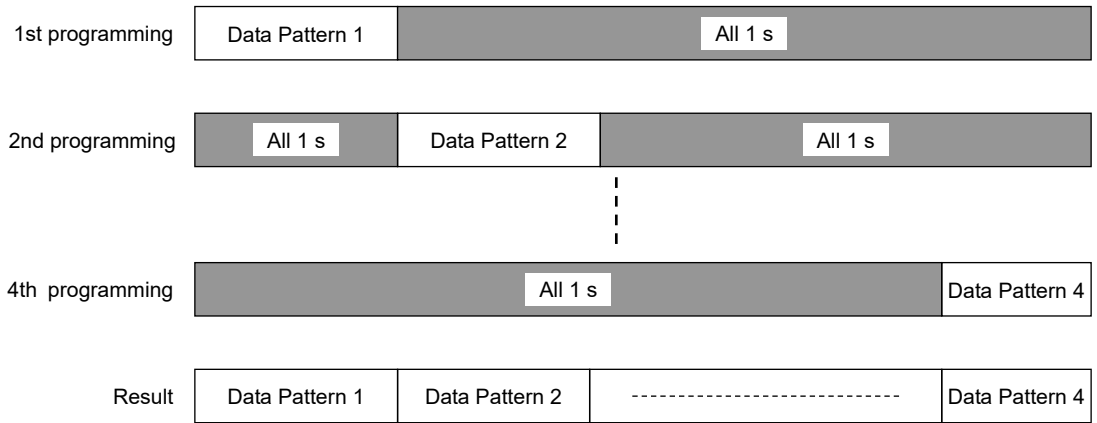 1st programming Data Pattern 1 All 1 s
2nd programming All 1 s Data Pattern 2 All 1 s
4th programming All 1 s Data Pattern 4
Result Data Pattern 1 Data Pattern 2 Data Pattern 4